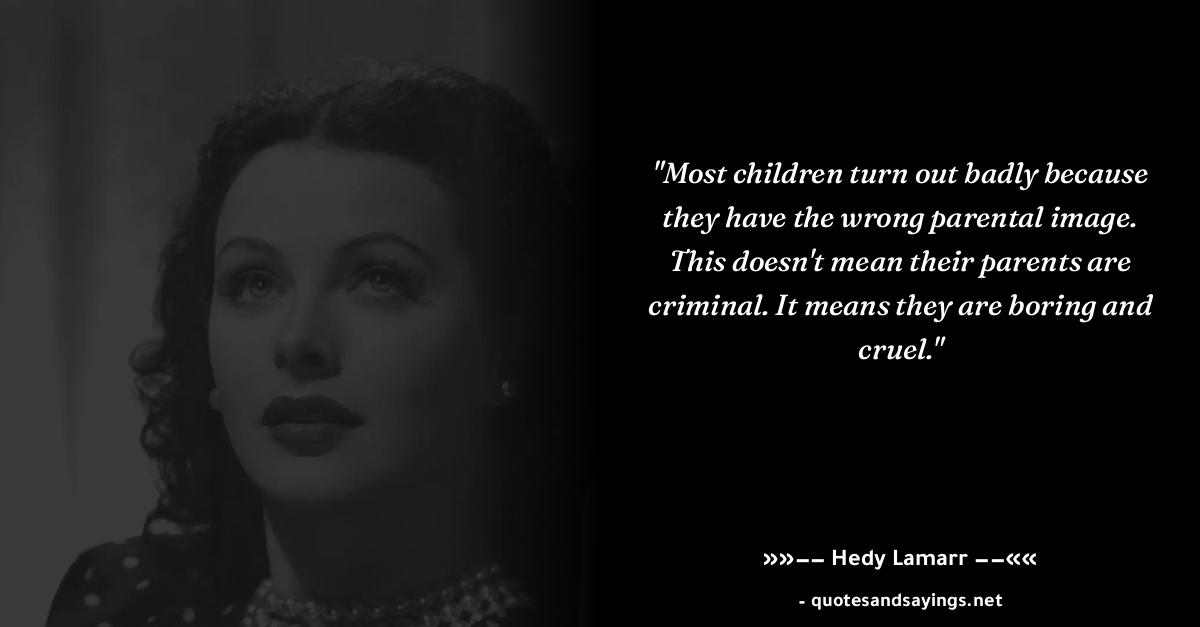 "Most children turn out badly because
they have the wrong parental image.
This doesn't mean their parents are
criminal. It means they are boring and
cruel."
»»−− Hedy Lamarr −−««
- quotesandsayings.net